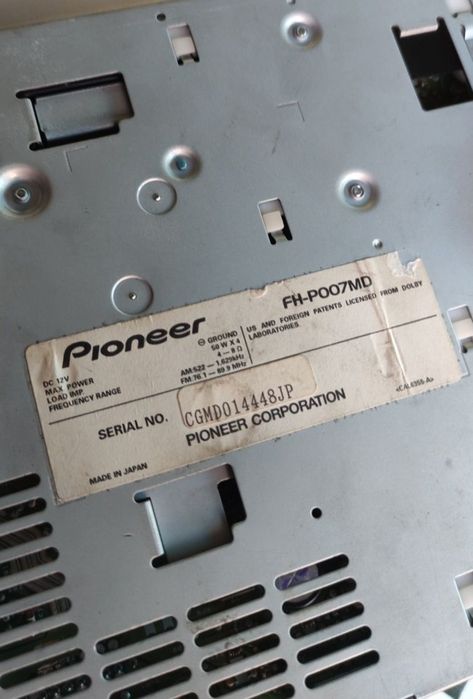 Pioneer
FH-P007MD
DC 12V ⊖ GROUND
MAX. POWER 50 W X 4
LOAD IMP. 4 — 8 Ω
FREQUENCY RANGE AM:522 — 1,629kHz
FM:76.1 — 89.9 MHz
US AND FOREIGN PATENTS LICENSED FROM DOLBY
LABORATORIES
SERIAL NO. CGMD014448JP
PIONEER CORPORATION
MADE IN JAPAN